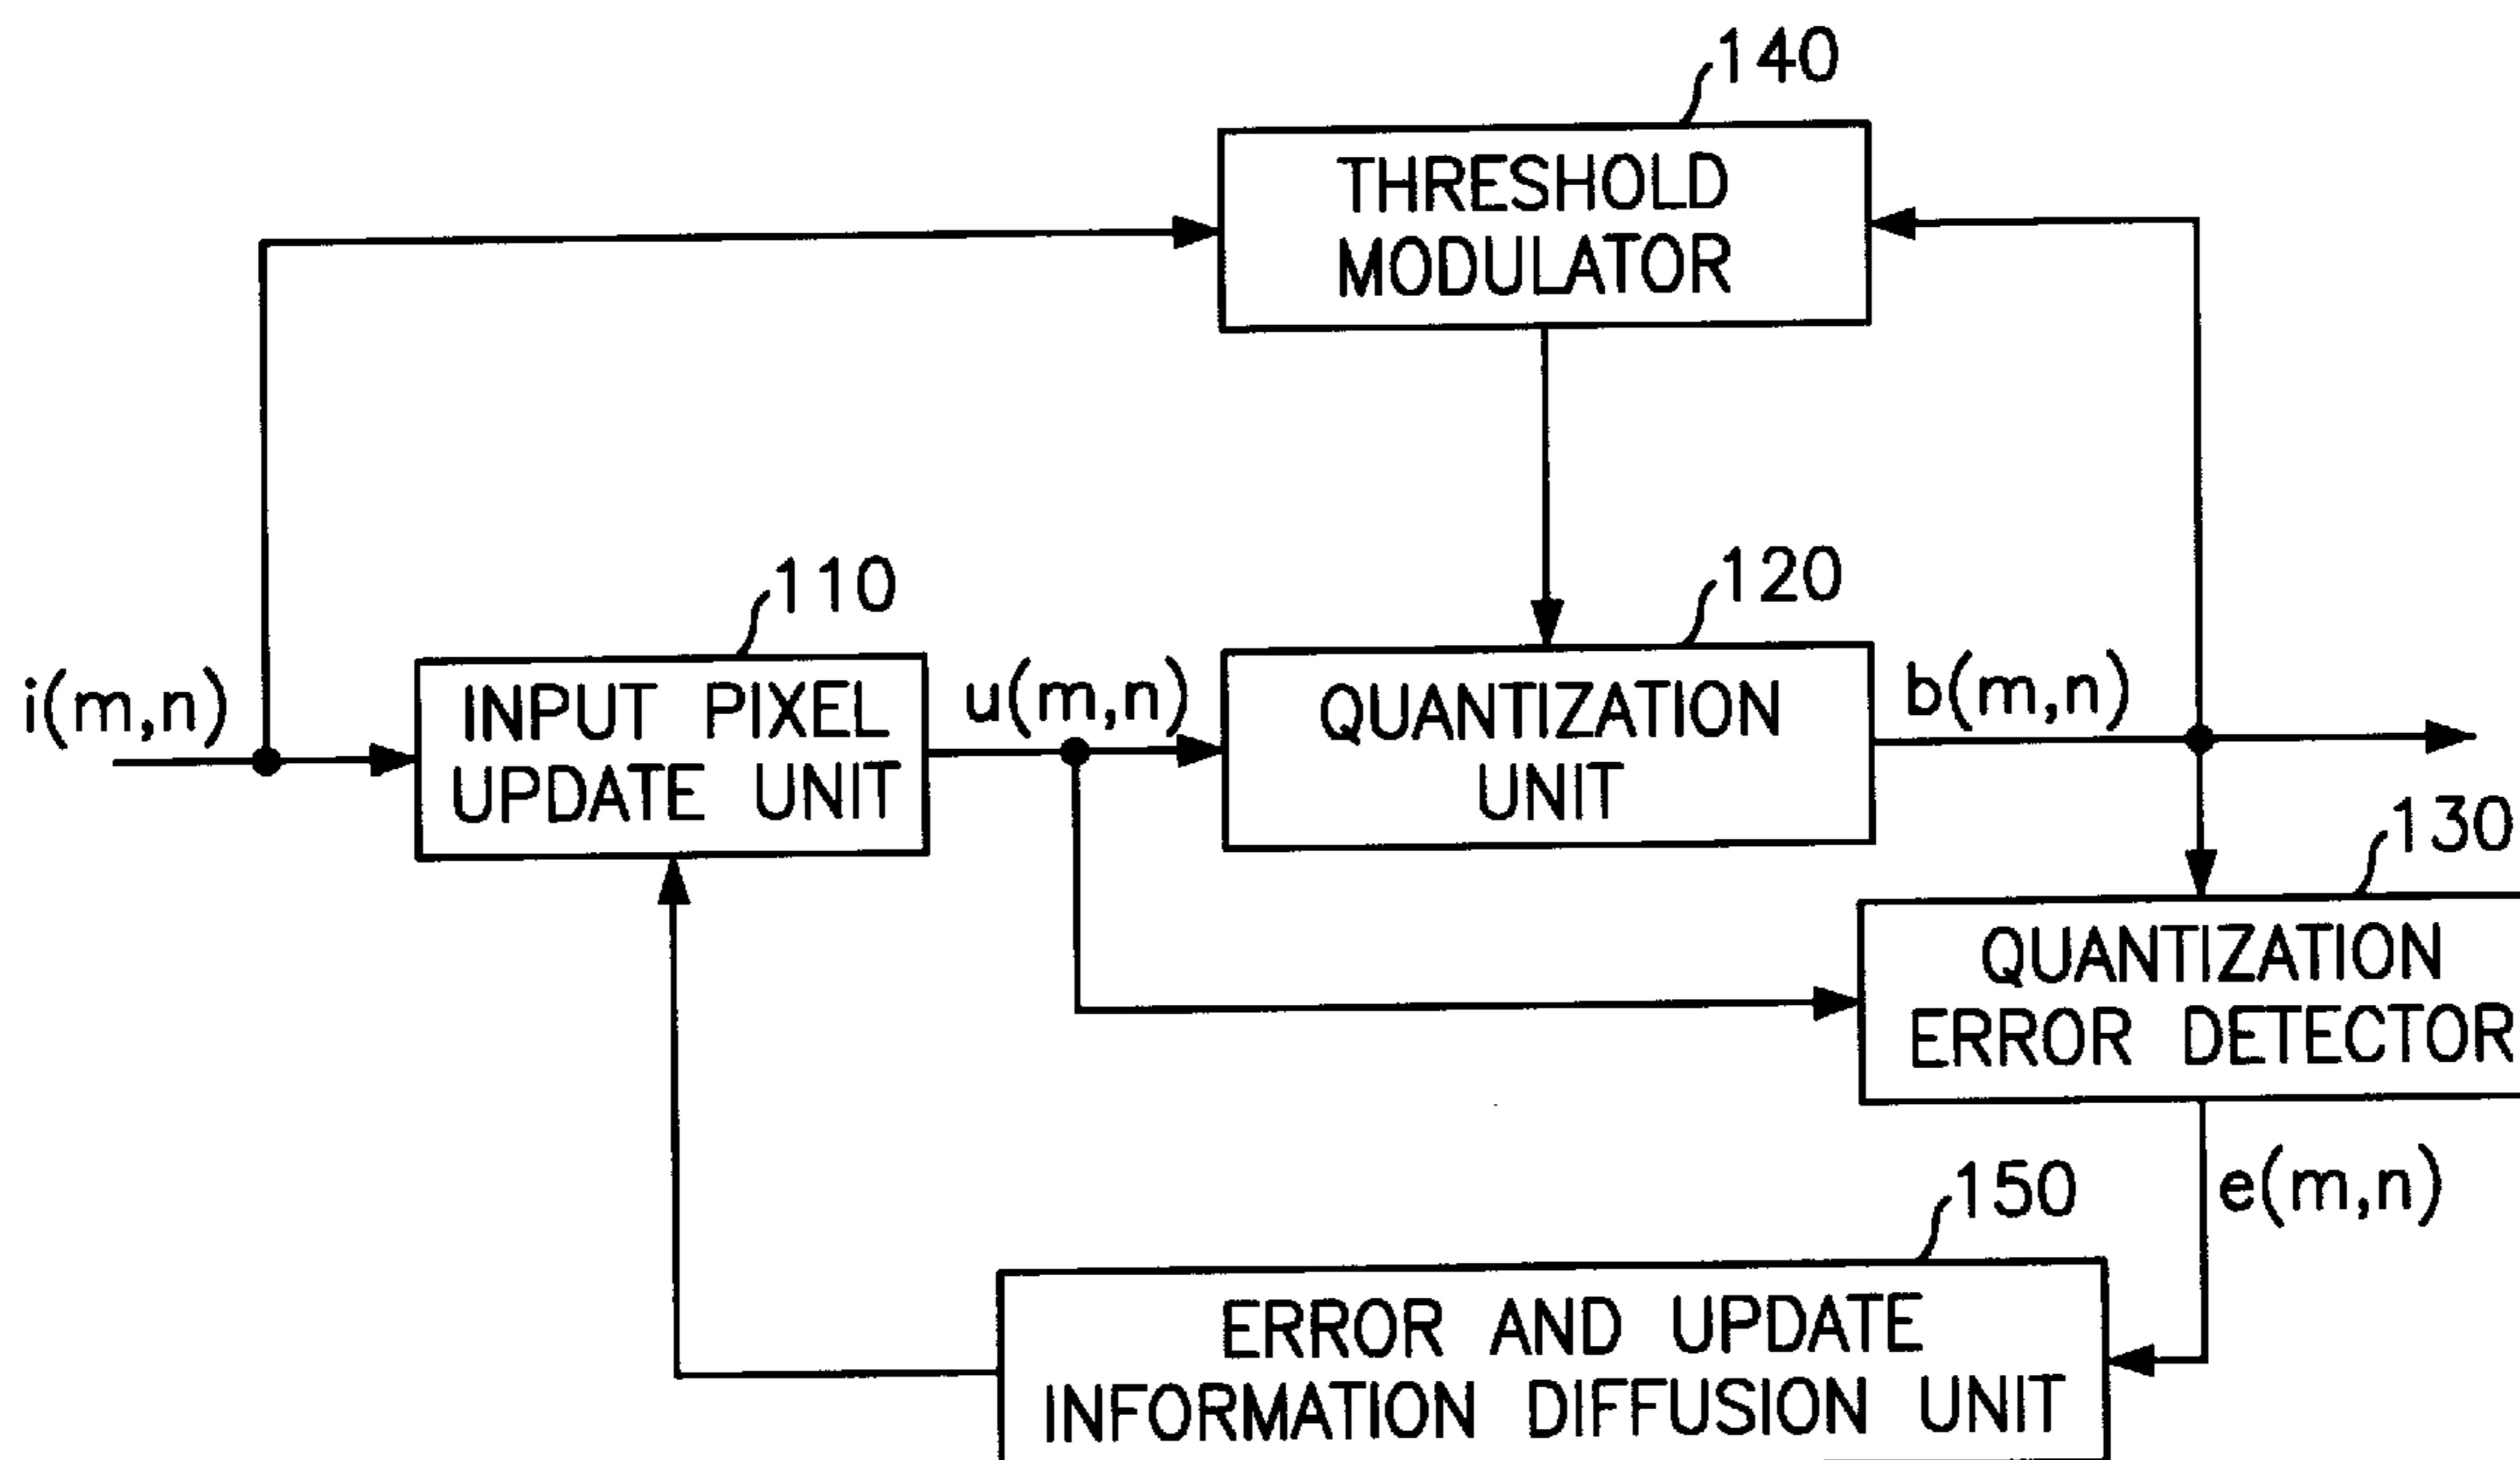 140
THRESHOLD
MODULATOR
110
120
i(m,n)
INPUT PIXEL
UPDATE UNIT
u(m,n)
QUANTIZATION
UNIT
b(m,n)
130
QUANTIZATION
ERROR DETECTOR
150
e(m,n)
ERROR AND UPDATE
INFORMATION DIFFUSION UNIT